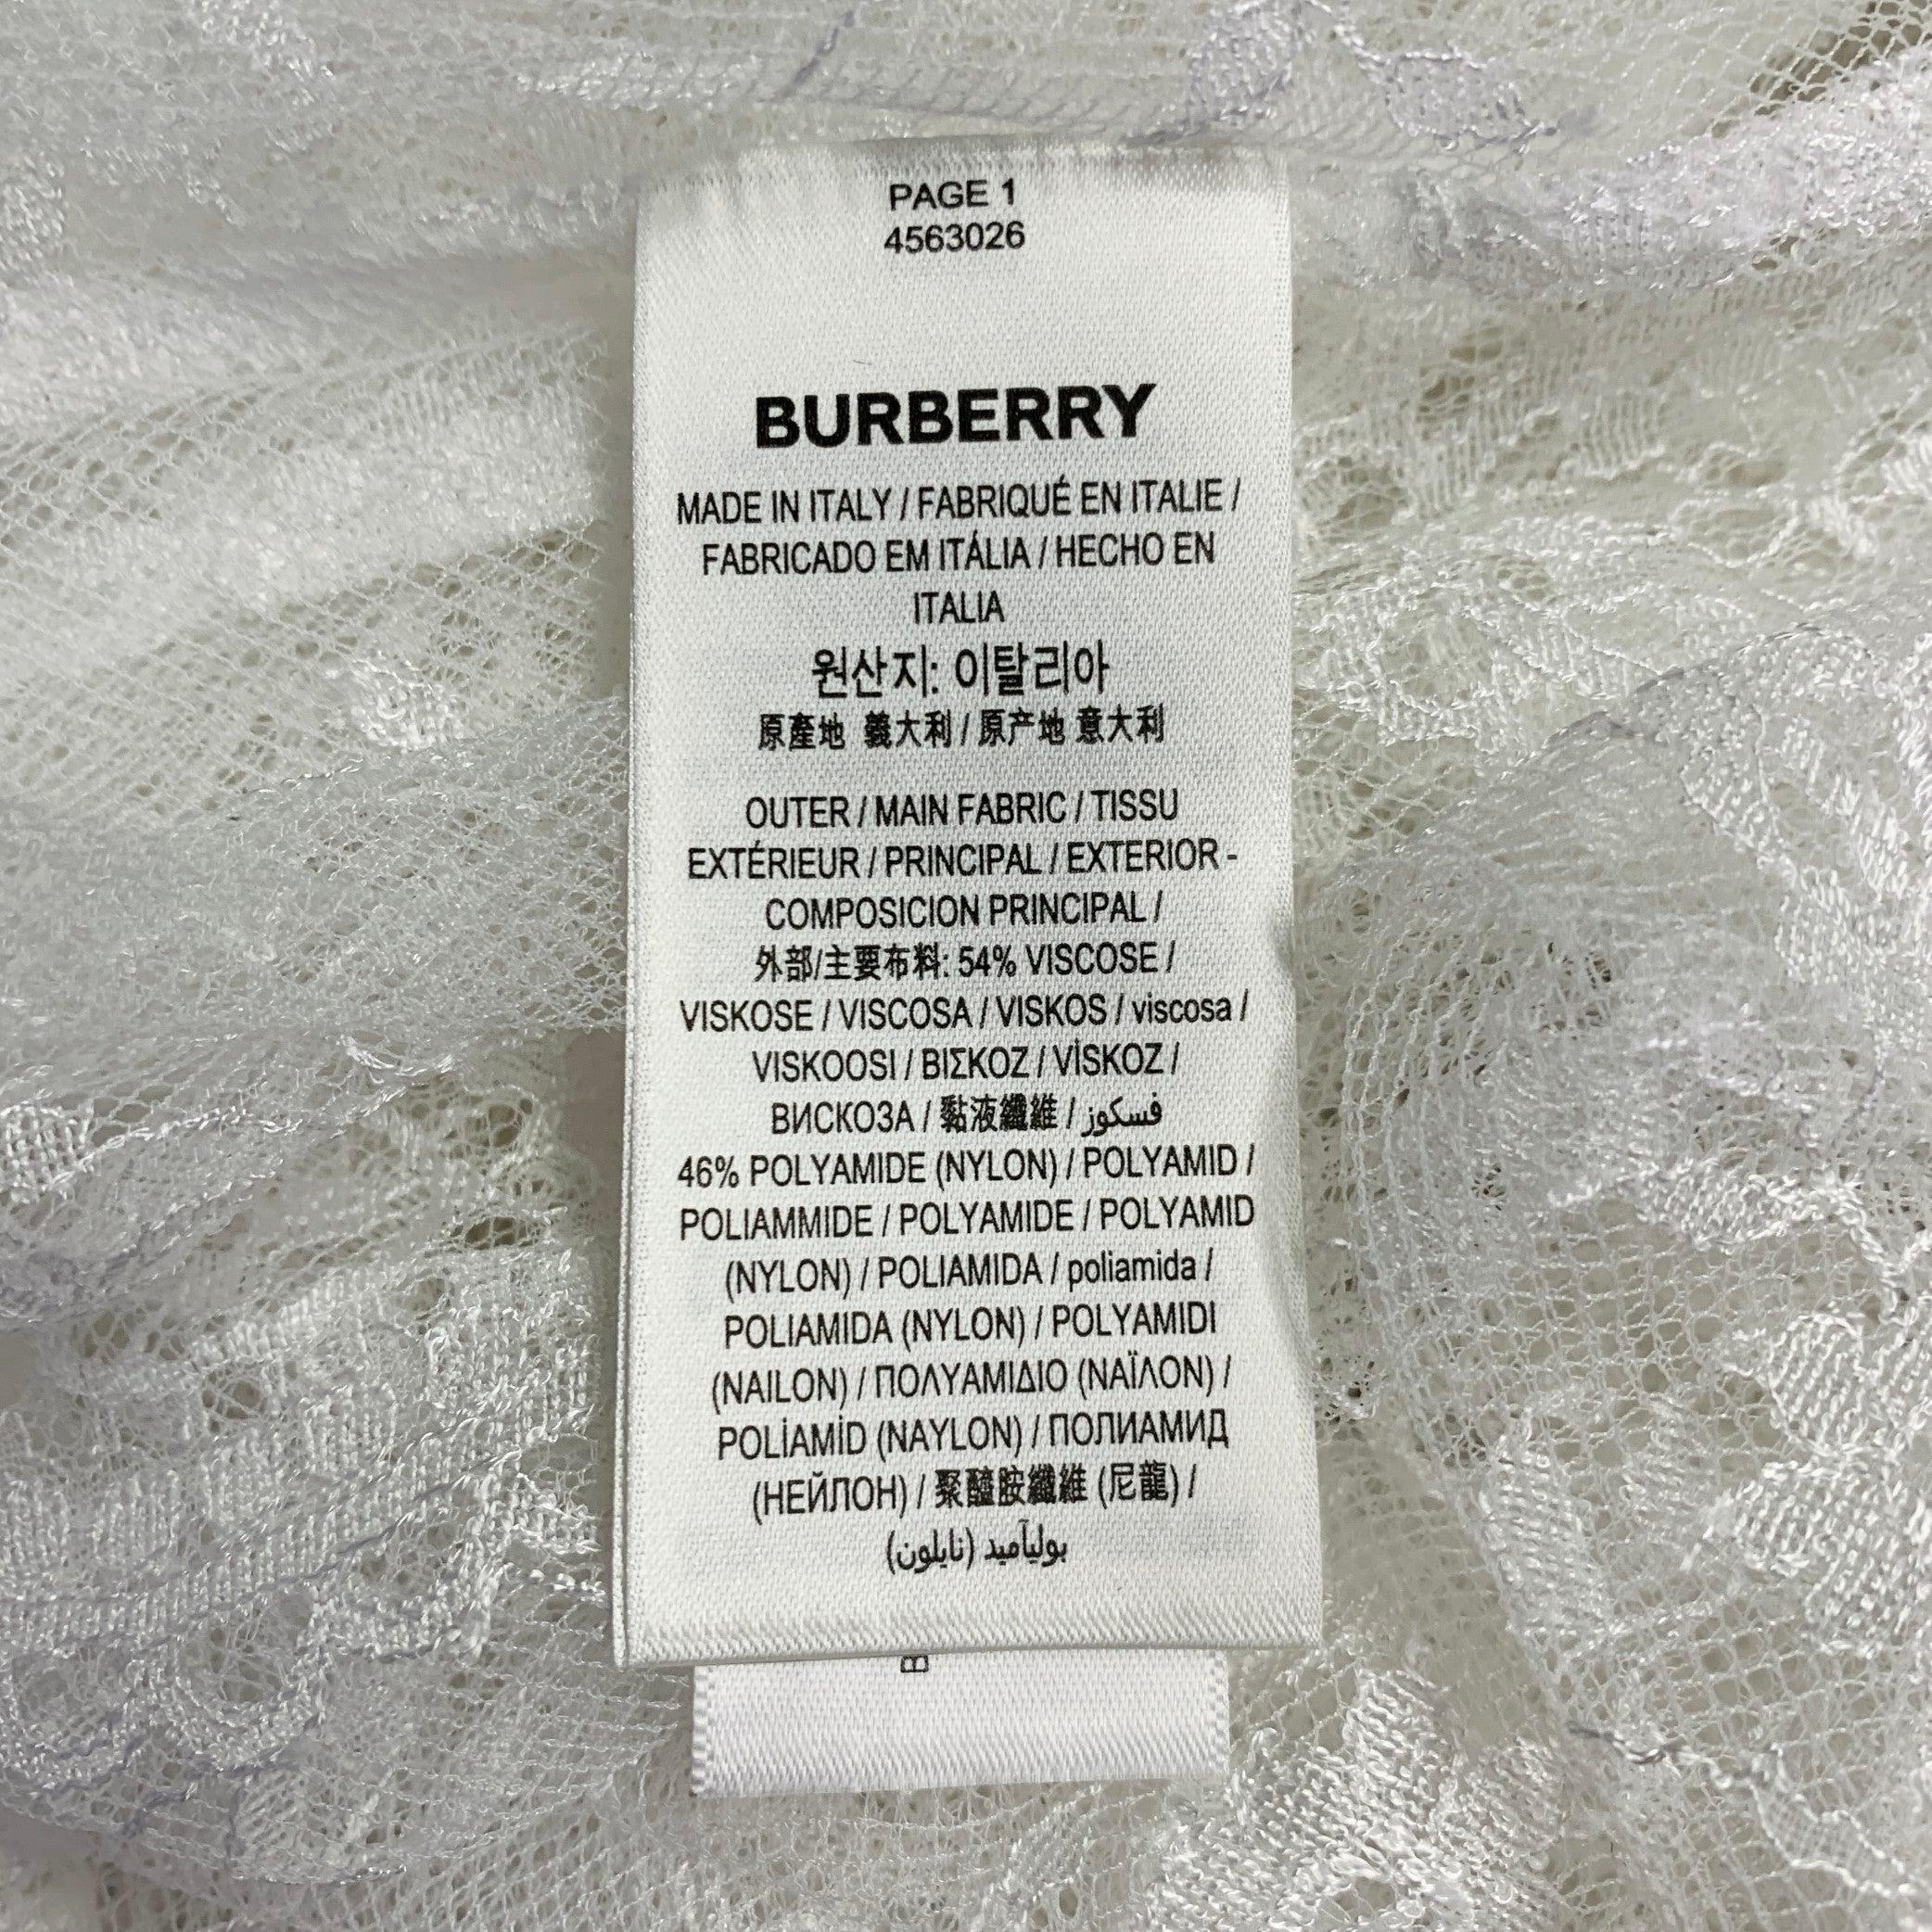 PAGE 1
4563026
BURBERRY
MADE IN ITALY / FABRIQUÉ EN ITALIE /
FABRICADO EM ITÁLIA / HECHO EN
ITALIA
원산지: 이탈리아
原產地 義大利 / 原产地 意大利
OUTER / MAIN FABRIC / TISSU
EXTÉRIEUR / PRINCIPAL / EXTERIOR -
COMPOSICION PRINCIPAL /
外部/主要布料: 54% VISCOSE /
VISKOSE / VISCOSA / VISKOS / viscosa /
VISKOOSI / ΒΙΣΚΟΖ / VİSKOZ /
ВИСКОЗА / 黏液纖維 / فسكوز
46% POLYAMIDE (NYLON) / POLYAMID /
POLIAMMIDE / POLYAMIDE / POLYAMID
(NYLON) / POLIAMIDA / poliamida /
POLIAMIDA (NYLON) / POLYAMIDI
(NAILON) / ΠΟΛΥΑΜΙΔΙΟ (ΝΑΪΛΟΝ) /
POLİAMİD (NAYLON) / ПОЛИАМИД
(НЕЙЛОН) / 聚醯胺纖維 (尼龍) /
بوليآميد (نايلون)